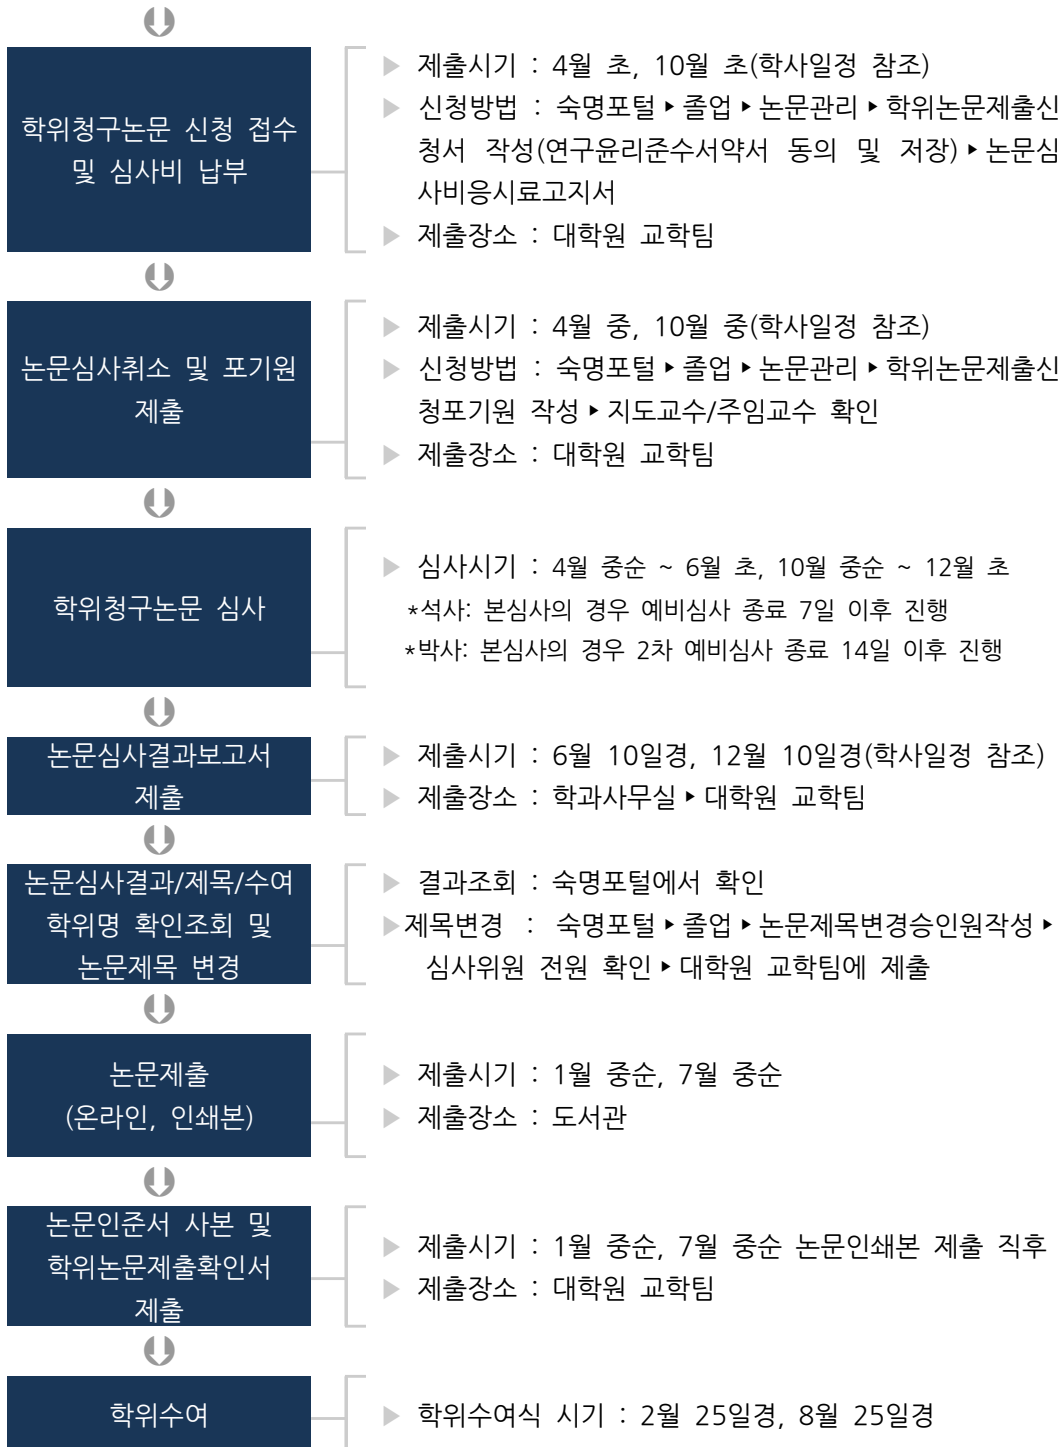 학위청구논문 신청 접수
및 심사비 납부
▶ 제출시기 : 4월 초, 10월 초(학사일정 참조)
▶ 신청방법 : 숙명포털▸졸업▸논문관리▸학위논문제출신
청서 작성(연구윤리준수서약서 동의 및 저장)▸논문심
사비응시료고지서
▶ 제출장소 : 대학원 교학팀
논문심사취소 및 포기원
제출
▶ 제출시기 : 4월 중, 10월 중(학사일정 참조)
▶ 신청방법 : 숙명포털▸졸업▸논문관리▸학위논문제출신
청포기원 작성▸지도교수/주임교수 확인
▶ 제출장소 : 대학원 교학팀
학위청구논문 심사
▶ 심사시기 : 4월 중순 ~ 6월 초, 10월 중순 ~ 12월 초
*석사: 본심사의 경우 예비심사 종료 7일 이후 진행
*박사: 본심사의 경우 2차 예비심사 종료 14일 이후 진행
논문심사결과보고서
제출
▶ 제출시기 : 6월 10일경, 12월 10일경(학사일정 참조)
▶ 제출장소 : 학과사무실▸대학원 교학팀
논문심사결과/제목/수여
학위명 확인조회 및
논문제목 변경
▶ 결과조회 : 숙명포털에서 확인
▶제목변경 : 숙명포털▸졸업▸논문제목변경승인원작성▸
심사위원 전원 확인▸대학원 교학팀에 제출
논문제출
(온라인, 인쇄본)
▶ 제출시기 : 1월 중순, 7월 중순
▶ 제출장소 : 도서관
논문인준서 사본 및
학위논문제출확인서
제출
▶ 제출시기 : 1월 중순, 7월 중순 논문인쇄본 제출 직후
▶ 제출장소 : 대학원 교학팀
학위수여
▶ 학위수여식 시기 : 2월 25일경, 8월 25일경